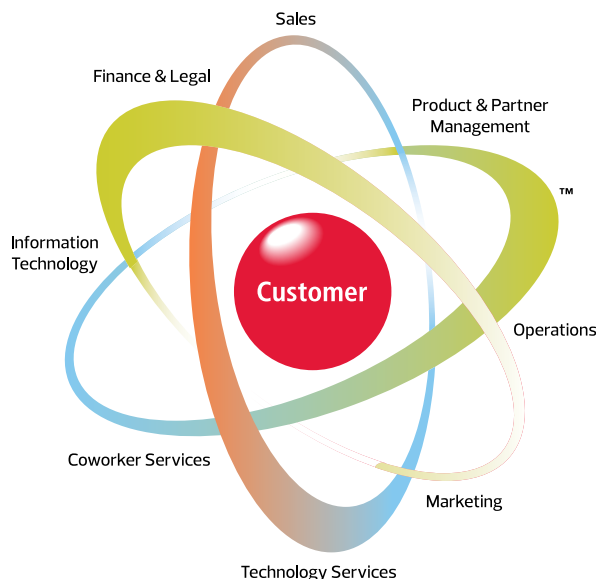 Sales
Finance & Legal
Product & Partner
Management
™
Information
Technology
Customer
Operations
Coworker Services
Marketing
Technology Services